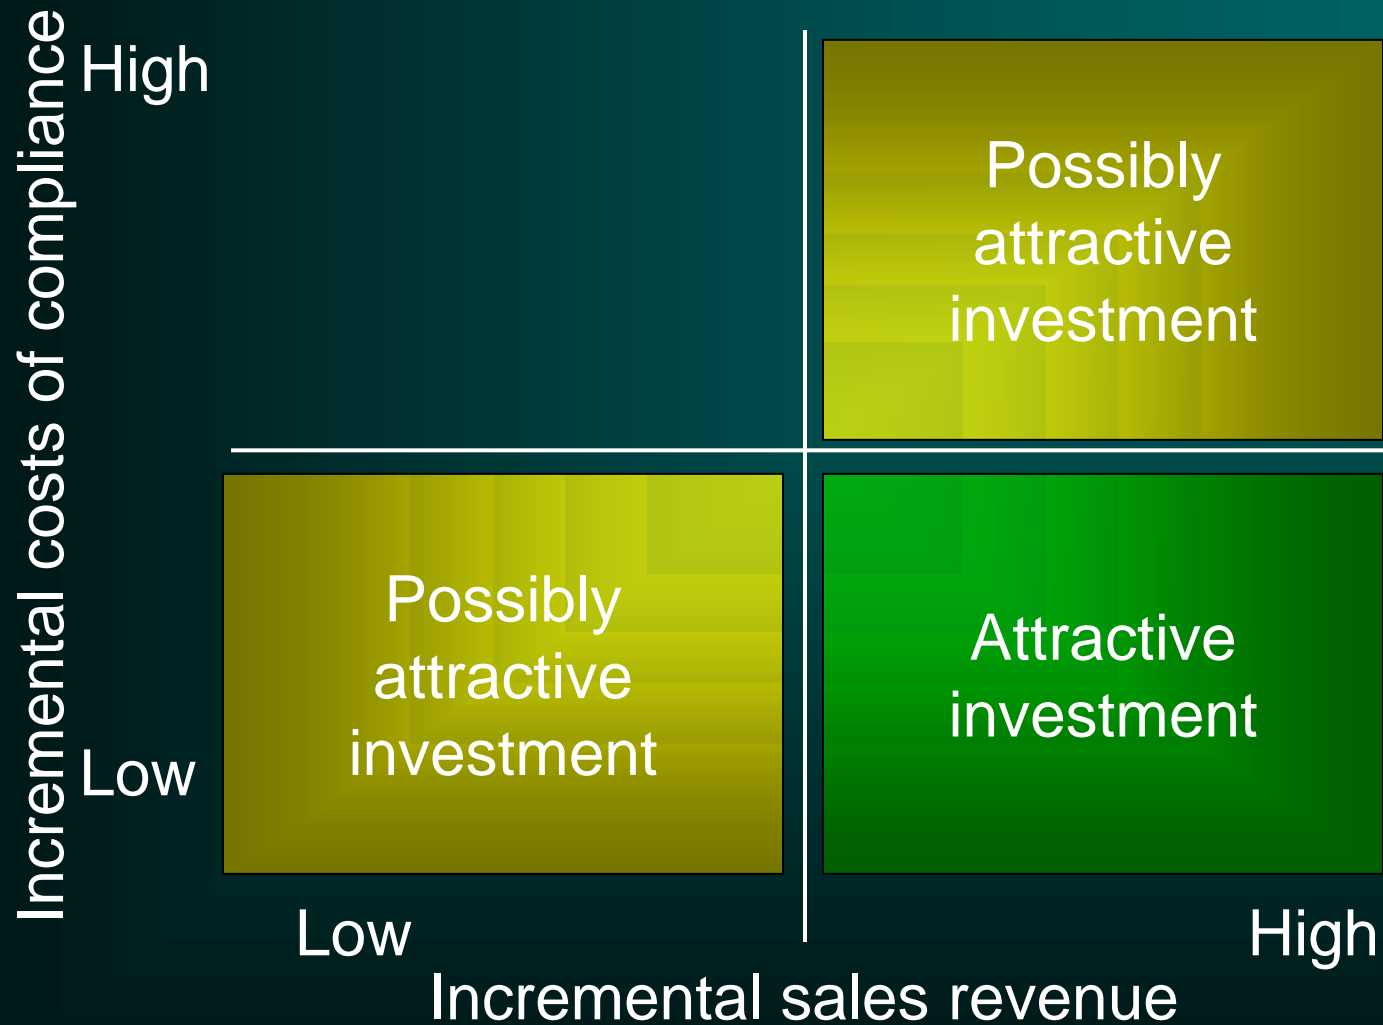 Incremental costs of compliance
High
Possibly
attractive
investment
Possibly
attractive
investment
Attractive
investment
Low
Low
High
Incremental sales revenue